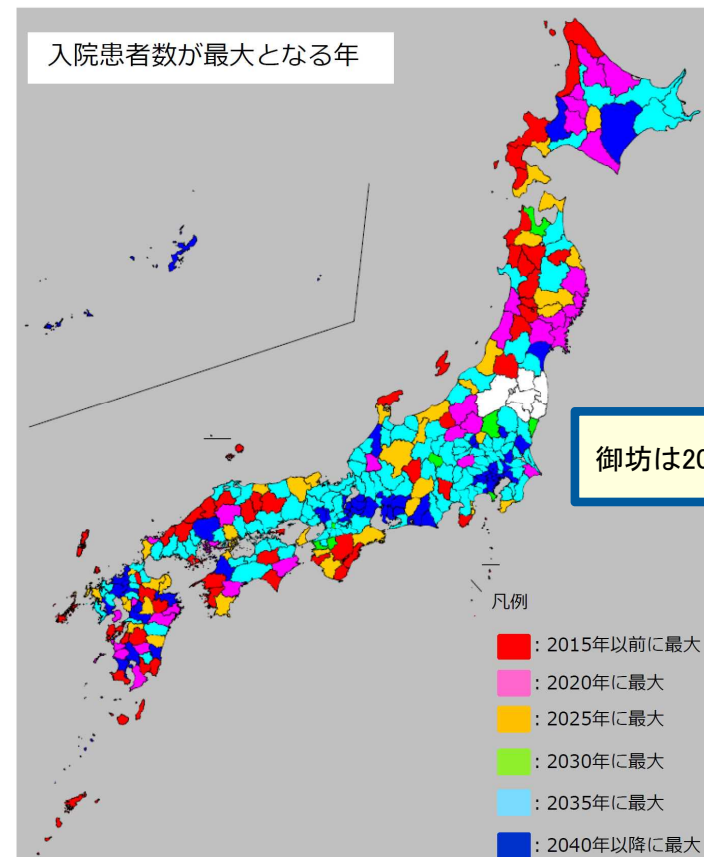 入院患者数が最大となる年
御坊は20
凡例
：2015年以前に最大
：2020年に最大
：2025年に最大
：2030年に最大
：2035年に最大
：2040年以降に最大